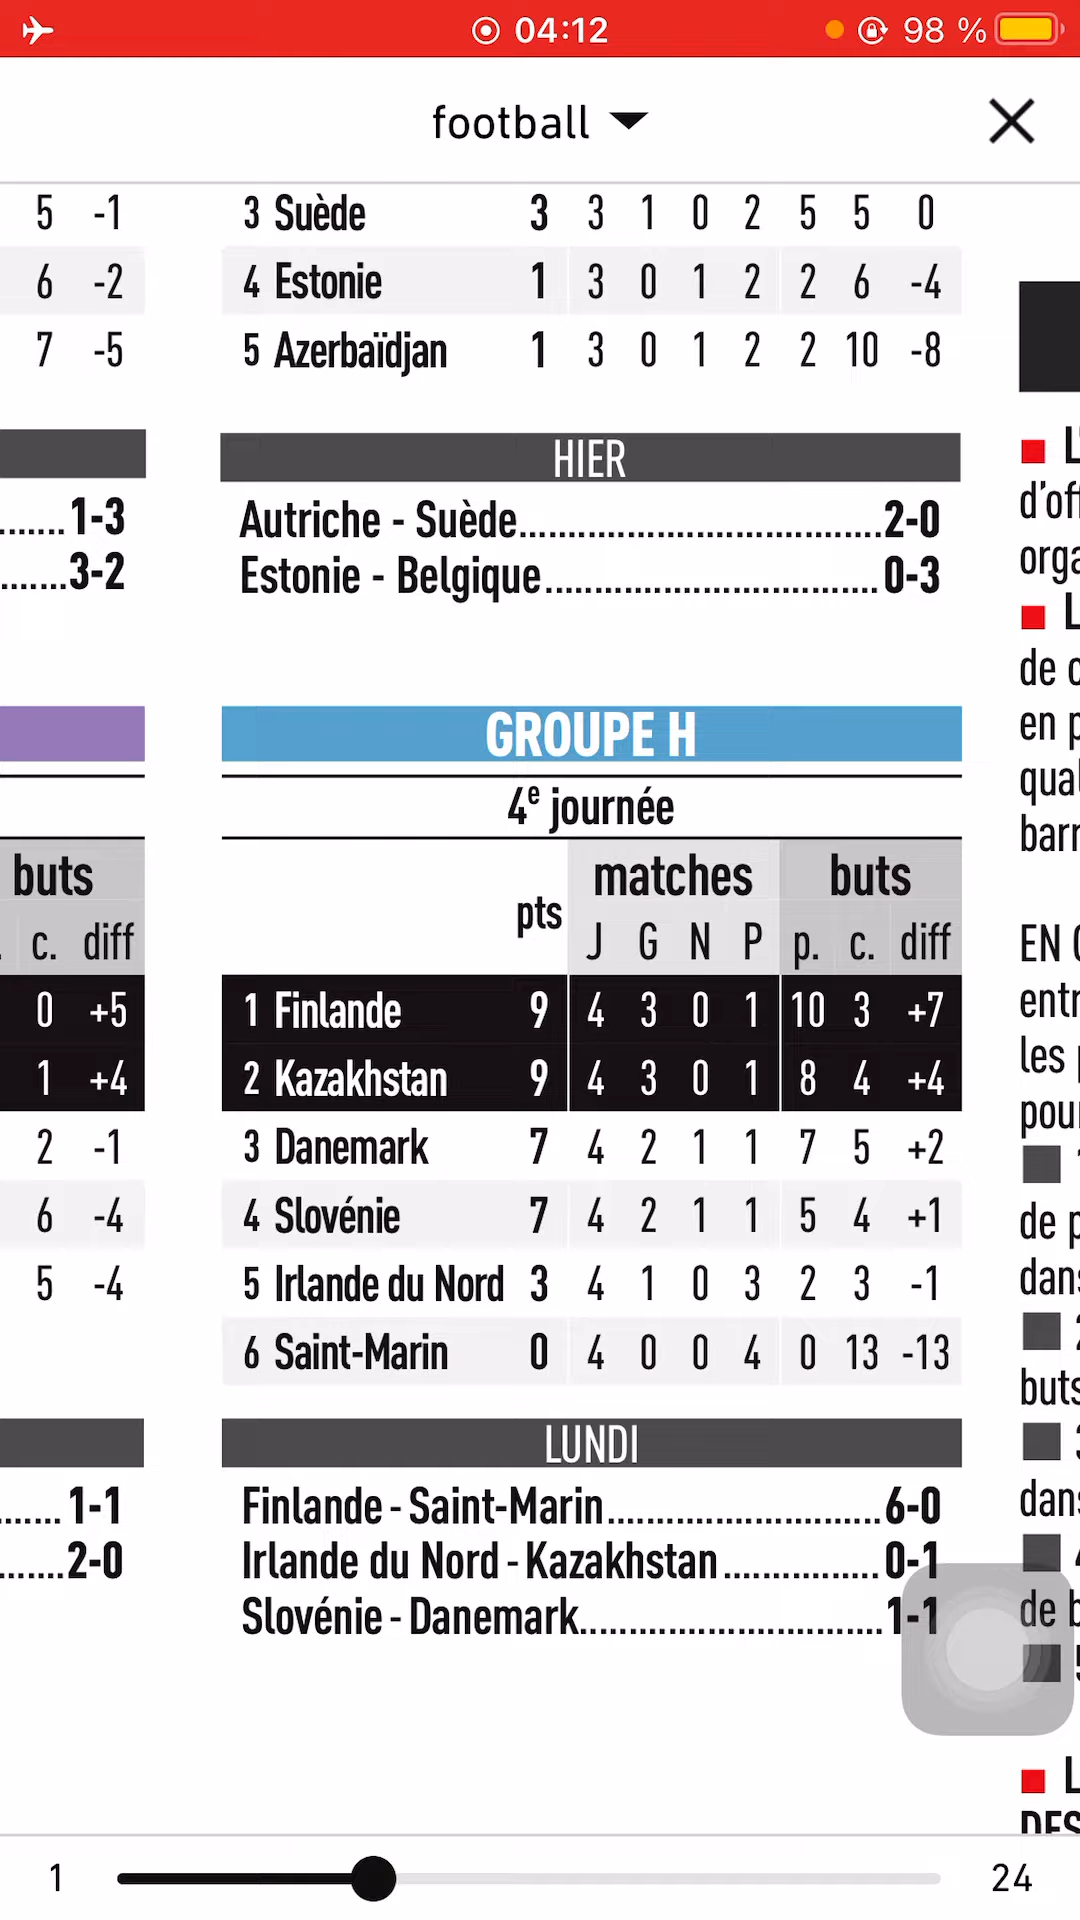 04:12 98 %
football
5 -1
6 -2
7 -5
1-3
3-2
buts
c. diff
0 +5
1 +4
2 -1
6 -4
5 -4
1-1
2-0
3 Suède 3 3 1 0 2 5 5 0
4 Estonie 1 3 0 1 2 2 6 -4
5 Azerbaïdjan 1 3 0 1 2 2 10 -8
HIER
Autriche - Suède 2-0
Estonie - Belgique 0-3
GROUPE H
4e journée
matches buts
pts J G N P p. c. diff
1 Finlande 9 4 3 0 1 10 3 +7
2 Kazakhstan 9 4 3 0 1 8 4 +4
3 Danemark 7 4 2 1 1 7 5 +2
4 Slovénie 7 4 2 1 1 5 4 +1
5 Irlande du Nord 3 4 1 0 3 2 3 -1
6 Saint-Marin 0 4 0 0 4 0 13 -13
LUNDI
Finlande - Saint-Marin 6-0
Irlande du Nord - Kazakhstan 0-1
Slovénie - Danemark 1-1
de
en
EN
les
de
1 24